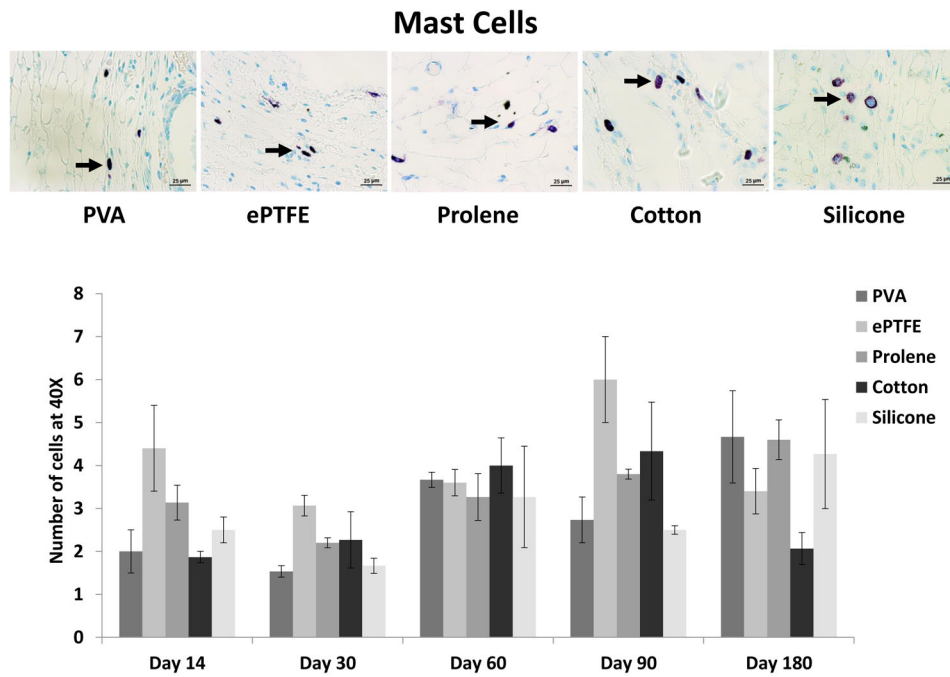 Mast Cells
25 µm
25 µm
25 µm
25 µm
25 µm
PVA
ePTFE
Prolene
Cotton
Silicone
Number of cells at 40X
8
7
6
5
4
3
2
1
0
Day 14
Day 30
Day 60
Day 90
Day 180
PVA
ePTFE
Prolene
Cotton
Silicone